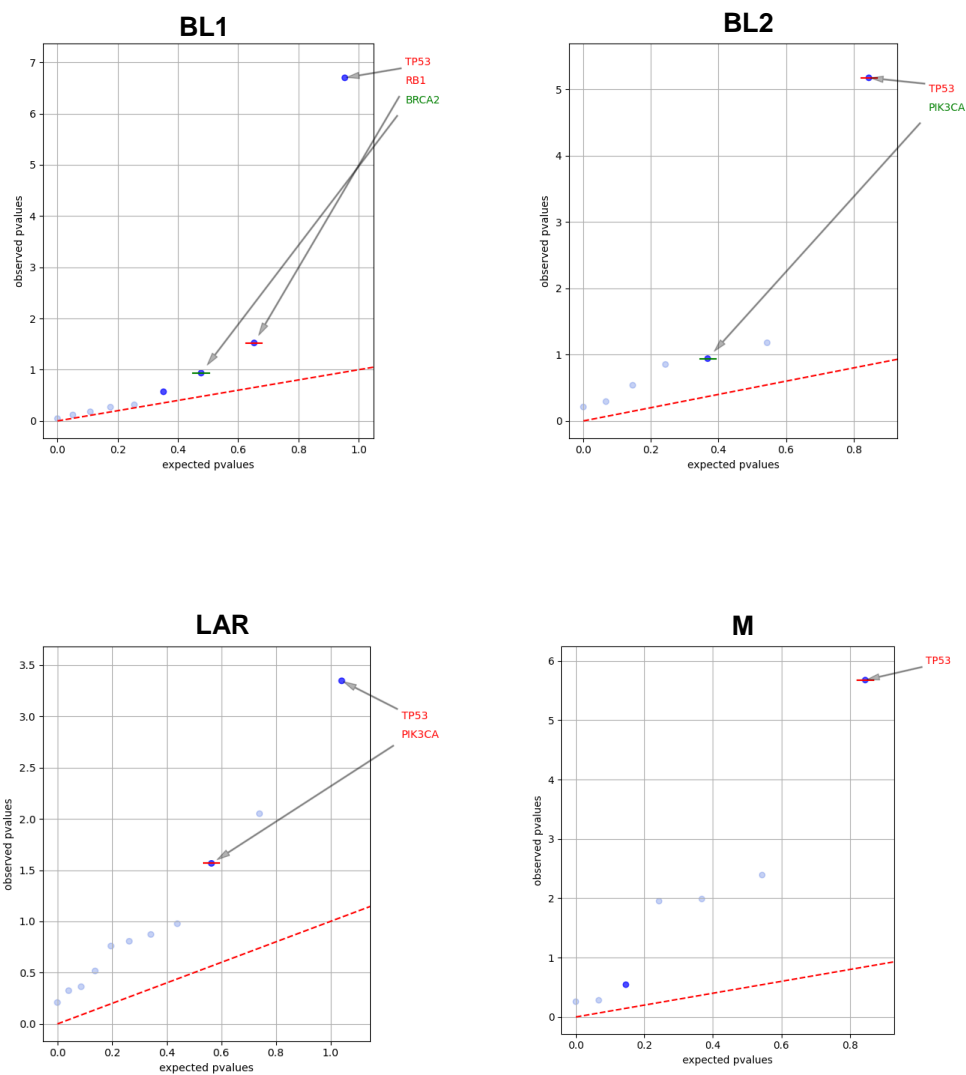 BL1
7
6
5
4
3
2
1
0
observed pvalues
0.0 0.2 0.4 0.6 0.8 1.0
expected pvalues
TP53
RB1
BRCA2
BL2
5
4
3
2
1
0
observed pvalues
0.0 0.2 0.4 0.6 0.8
expected pvalues
TP53
PIK3CA
LAR
3.5
3.0
2.5
2.0
1.5
1.0
0.5
0.0
observed pvalues
0.0 0.2 0.4 0.6 0.8 1.0
expected pvalues
TP53
PIK3CA
M
6
5
4
3
2
1
0
observed pvalues
0.0 0.2 0.4 0.6 0.8
expected pvalues
TP53